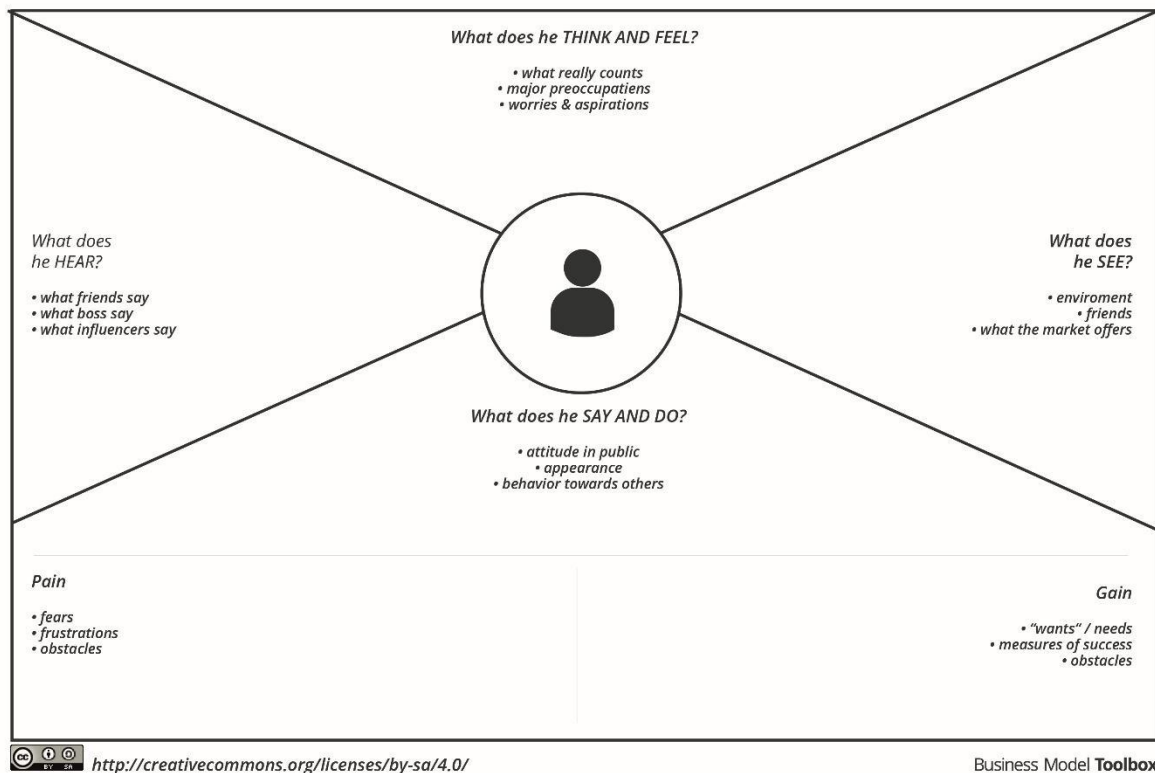 What does he THINK AND FEEL?
• what really counts
• major preoccupatiens
• worries & aspirations
What does
he HEAR?
• what friends say
• what boss say
• what influencers say
What does
he SEE?
• enviroment
• friends
• what the market offers
What does he SAY AND DO?
• attitude in public
• appearance
• behavior towards others
Pain
• fears
• frustrations
• obstacles
Gain
• “wants” / needs
• measures of success
• obstacles
cc BY SA http://creativecommons.org/licenses/by-sa/4.0/
Business Model Toolbox